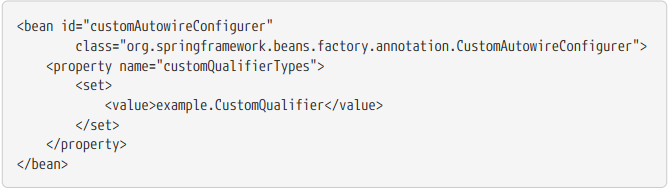 <bean id="customAutowireConfigurer"
        class="org.springframework.beans.factory.annotation.CustomAutowireConfigurer">
    <property name="customQualifierTypes">
        <set>
            <value>example.CustomQualifier</value>
        </set>
    </property>
</bean>